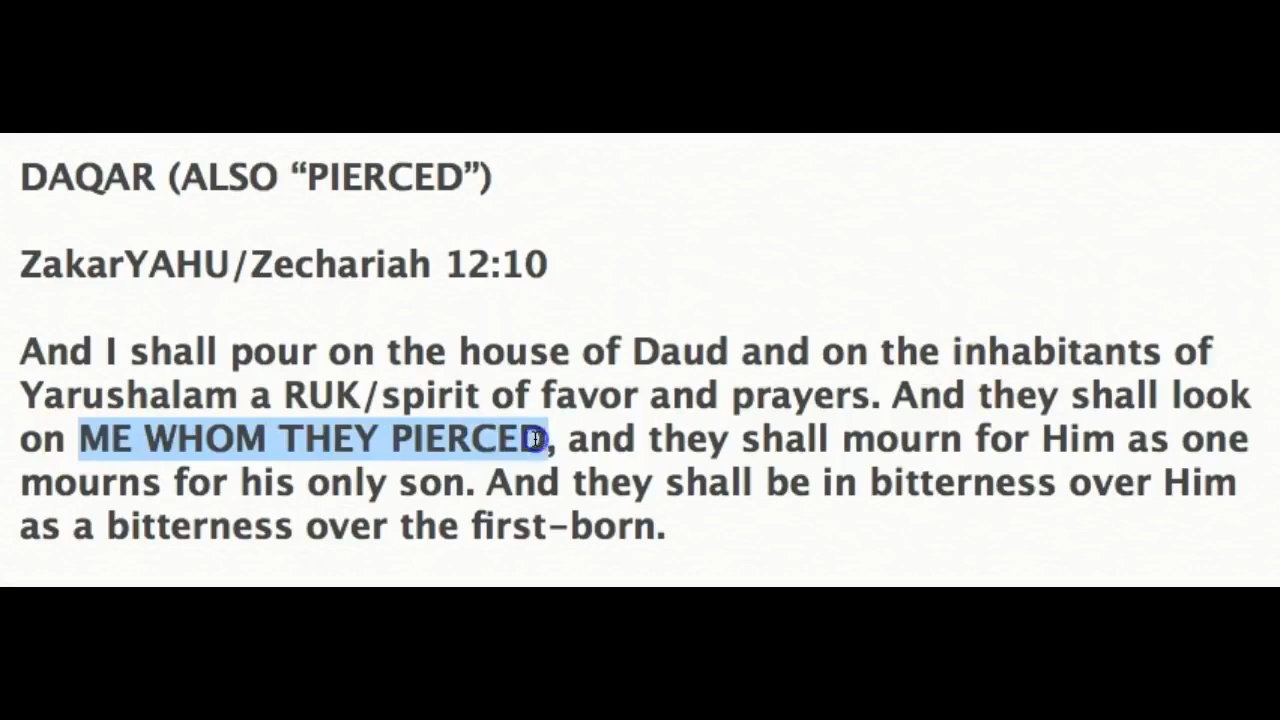 DAQAR (ALSO “PIERCED”)
ZakarYAHU/Zechariah 12:10
And I shall pour on the house of Daud and on the inhabitants of
Yarushalam a RUK/spirit of favor and prayers. And they shall look
on ME WHOM THEY PIERCED, and they shall mourn for Him as one
mourns for his only son. And they shall be in bitterness over Him
as a bitterness over the first-born.